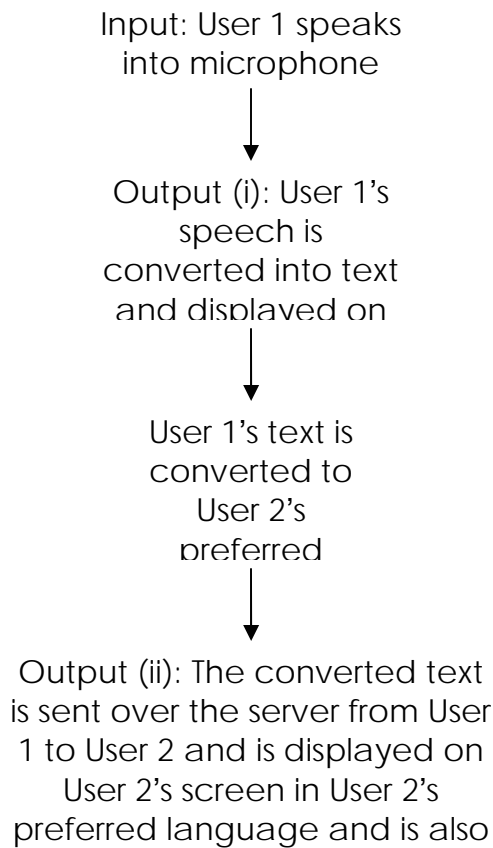 Input: User 1 speaks
into microphone
Output (i): User 1’s
speech is
converted into text
and displayed on
User 1’s text is
converted to
User 2’s
preferred
Output (ii): The converted text
is sent over the server from User
1 to User 2 and is displayed on
User 2’s screen in User 2’s
preferred language and is also